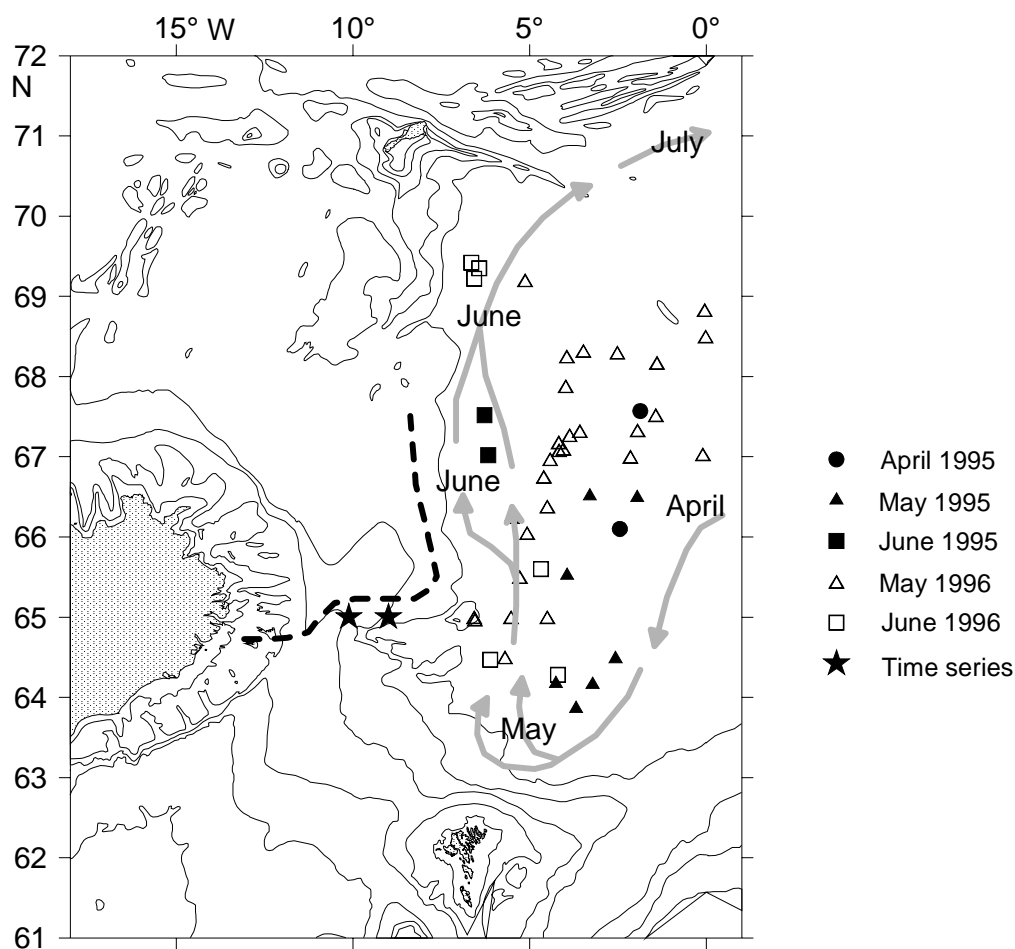 15° W 10° 5° 0°
72
N
71
July
70
69
June
68
67
June
April
66
65
64
May
63
62
61
April 1995
May 1995
June 1995
May 1996
June 1996
Time series